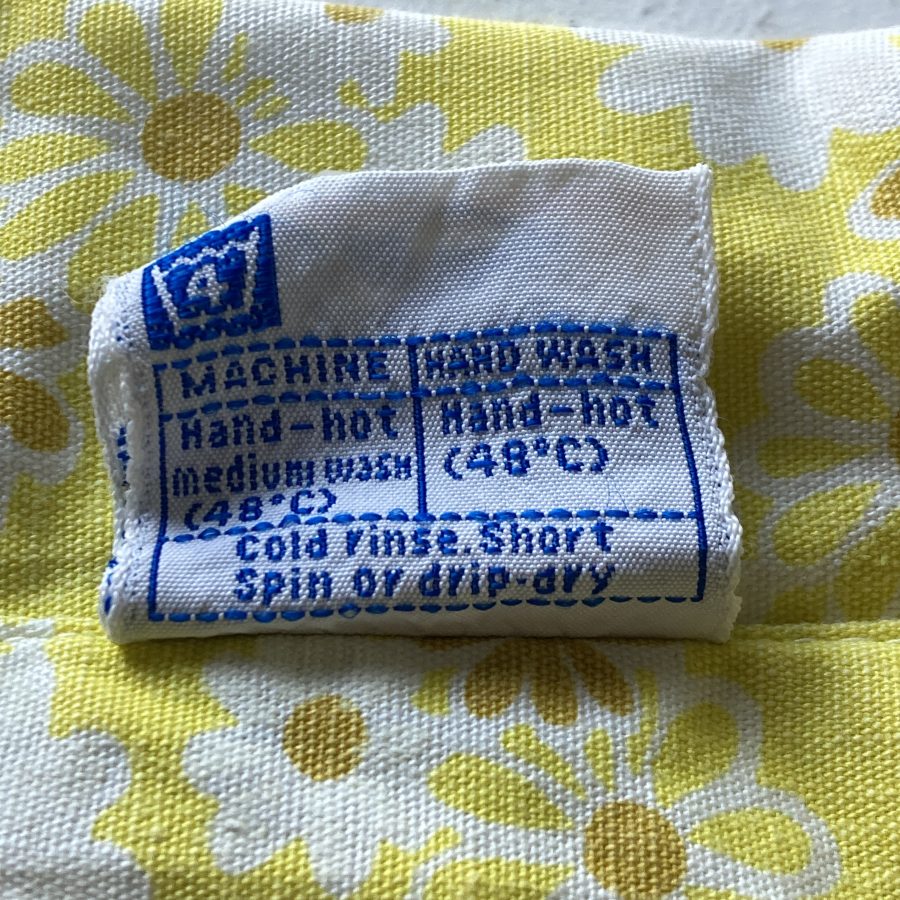 4
MACHINE HAND WASH
Hand-hot Hand-hot
medium WASH (48°C)
(48°C)
Cold rinse. Short
Spin or drip-dry